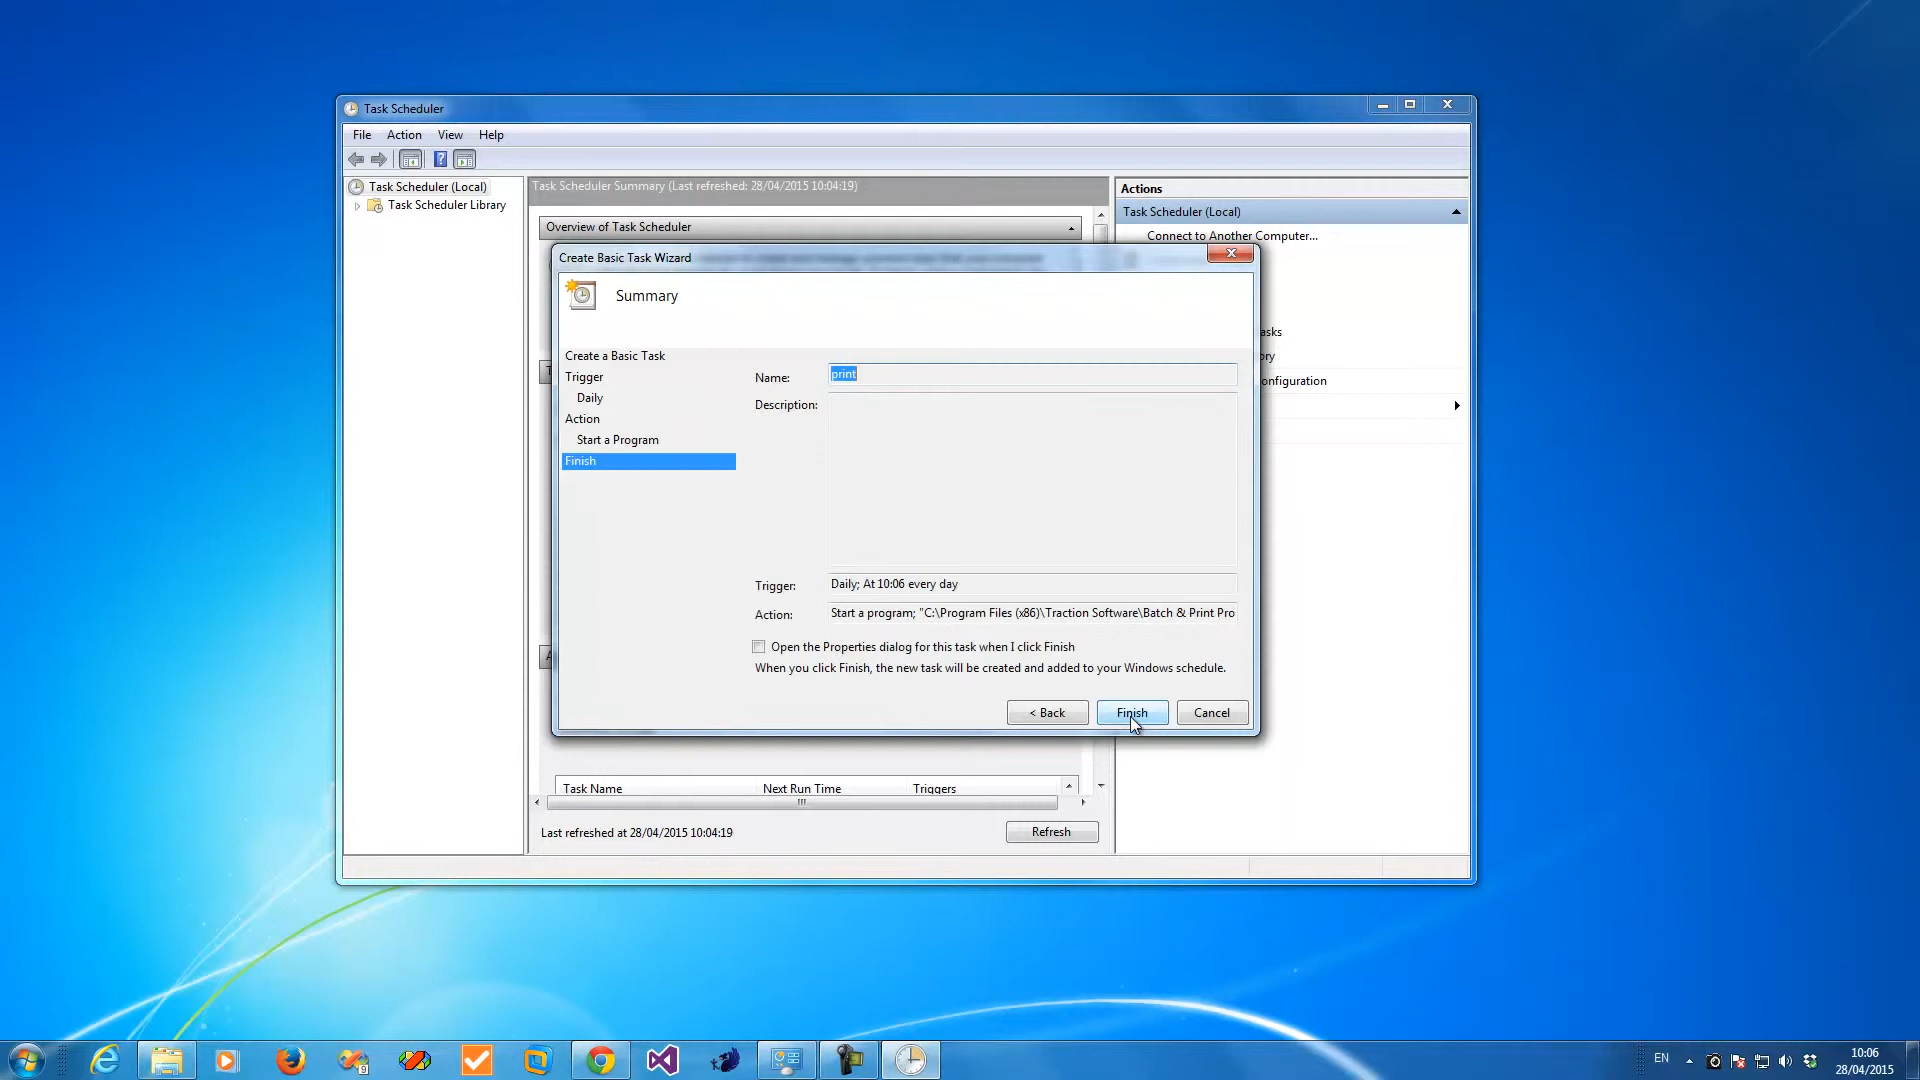 Task Scheduler
File Action View Help
Task Scheduler (Local)
Task Scheduler Library
Task Scheduler Summary (Last refreshed: 28/04/2015 10:04:19)
Overview of Task Scheduler
Actions
Task Scheduler (Local)
Connect to Another Computer...
asks
ory
onfiguration
Create Basic Task Wizard
Summary
Create a Basic Task
Trigger
Daily
Action
Start a Program
Finish
Name: print
Description:
Trigger: Daily; At 10:06 every day
Action: Start a program; "C:\Program Files (x86)\Traction Software\Batch & Print Pro
Open the Properties dialog for this task when I click Finish
When you click Finish, the new task will be created and added to your Windows schedule.
< Back Finish Cancel
Task Name Next Run Time Triggers
Last refreshed at 28/04/2015 10:04:19 Refresh
EN
10:06
28/04/2015